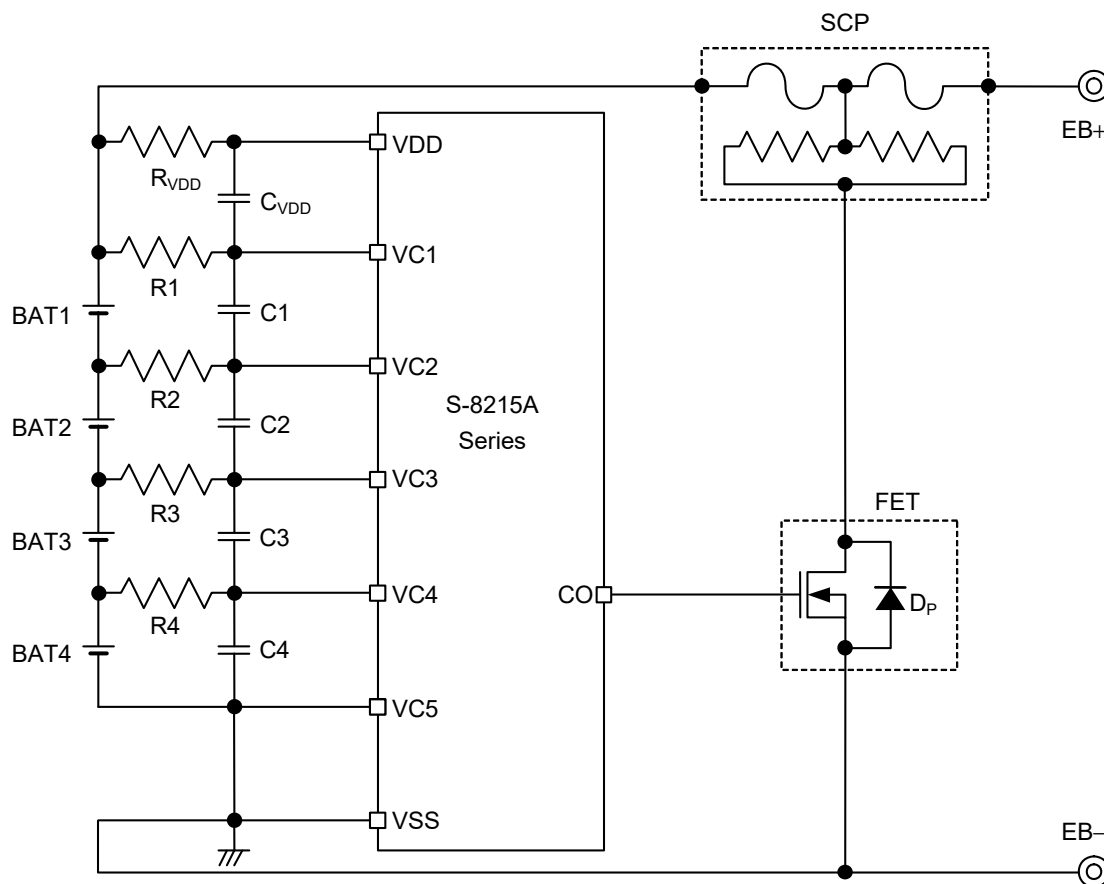 SCP
EB+
VDD
RVDD
CVDD
VC1
R1
BAT1
C1
VC2
R2
S-8215A
Series
BAT2
C2
VC3
R3
FET
BAT3
C3
VC4
CO
DP
R4
BAT4
C4
VC5
VSS
EB−